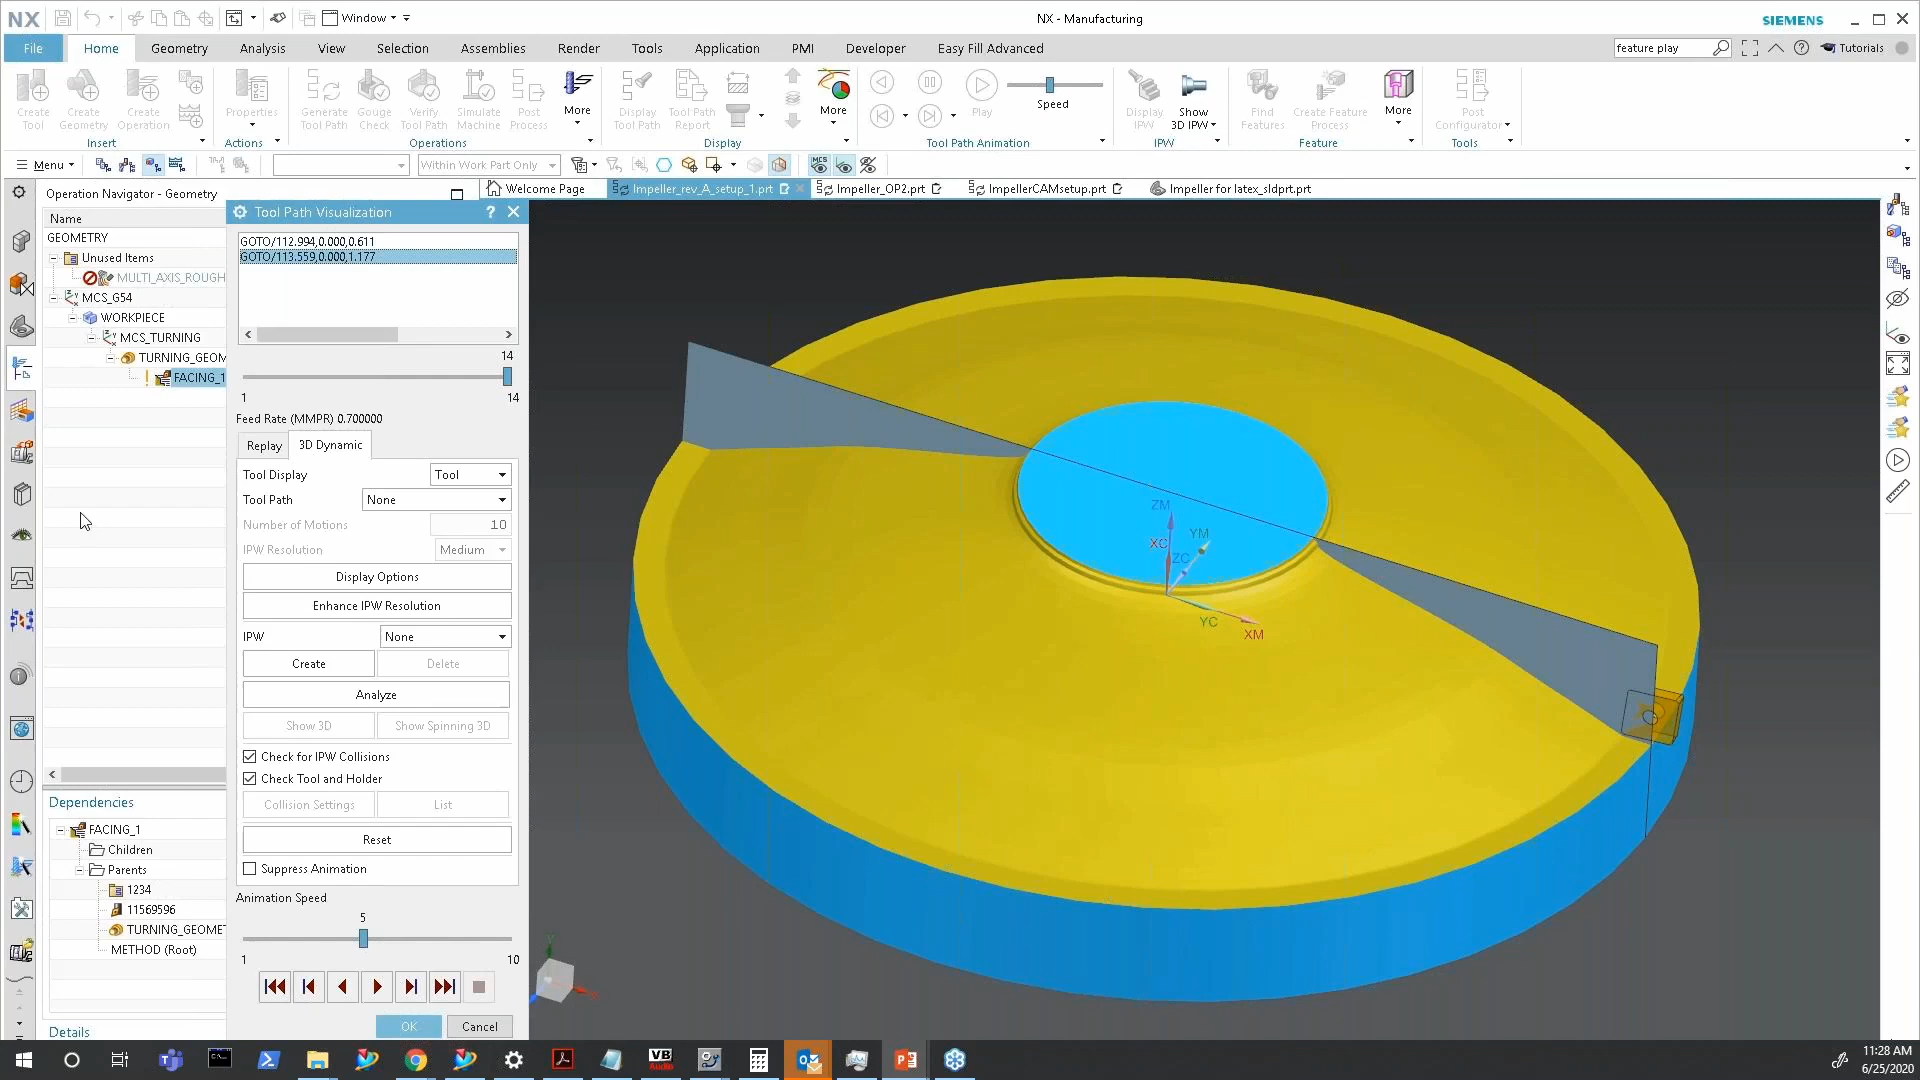 NX
Window
NX - Manufacturing
SIEMENS
File
Home
Geometry
Analysis
View
Selection
Assemblies
Render
Tools
Application
PMI
Developer
Easy Fill Advanced
feature play
Tutorials
Create Tool
Create Geometry
Create Operation
Properties
Generate Tool Path
Gouge Check
Verify Tool Path
Simulate Machine
Post Process
More
Display Tool Path
Tool Path Report
More
Play
Speed
Display IPW
Show 3D IPW
Find Features
Create Feature Process
More
Post Configurator
Insert
Actions
Operations
Display
Tool Path Animation
IPW
Feature
Tools
Menu
Within Work Part Only
MCS
Operation Navigator - Geometry
Welcome Page
Impeller_rev_A_setup_1.prt
Impeller_OP2.prt
ImpellerCAMsetup.prt
Impeller for latex_sldprt.prt
Name
GEOMETRY
Unused Items
MULTI_AXIS_ROUGH
MCS_G54
WORKPIECE
MCS_TURNING
TURNING_GEOM
FACING_1
Dependencies
FACING_1
Children
Parents
1234
11569596
TURNING_GEOMET
METHOD (Root)
Details
Tool Path Visualization
GOTO/112.994,0.000,0.611
GOTO/113.559,0.000,1.177
14
1
14
Feed Rate (MMPR) 0.700000
Replay
3D Dynamic
Tool Display
Tool
Tool Path
None
Number of Motions
10
IPW Resolution
Medium
Display Options
Enhance IPW Resolution
IPW
None
Create
Delete
Analyze
Show 3D
Show Spinning 3D
Check for IPW Collisions
Check Tool and Holder
Collision Settings
List
Reset
Suppress Animation
Animation Speed
5
1
10
OK
Cancel
ZM
YM
XC
ZC
YC
XM
VB
11:28 AM
6/25/2020